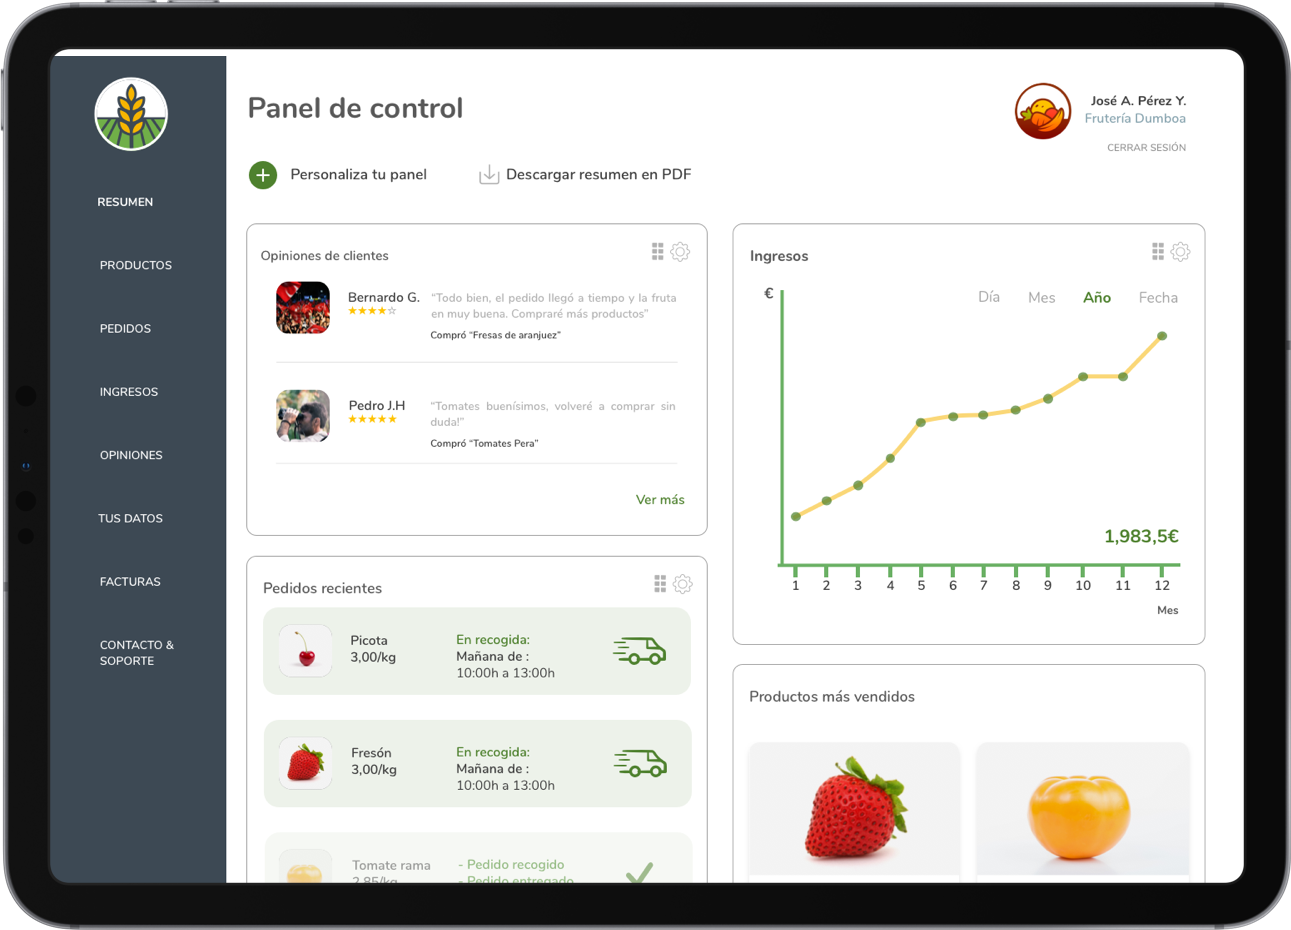 Panel de control
José A. Pérez Y.
Frutería Dumboa
CERRAR SESIÓN
Personaliza tu panel
Descargar resumen en PDF
RESUMEN
PRODUCTOS
PEDIDOS
INGRESOS
OPINIONES
TUS DATOS
FACTURAS
CONTACTO &
SOPORTE
Opiniones de clientes
Bernardo G.
“Todo bien, el pedido llegó a tiempo y la fruta
en muy buena. Compraré más productos”
Compró “Fresas de aranjuez”
Pedro J.H
“Tomates buenísimos, volveré a comprar sin
duda!”
Compró “Tomates Pera”
Ver más
Ingresos
€
Día Mes Año Fecha
1,983,5€
1 2 3 4 5 6 7 8 9 10 11 12
Mes
Pedidos recientes
Picota
3,00/kg
En recogida:
Mañana de :
10:00h a 13:00h
Fresón
3,00/kg
En recogida:
Mañana de :
10:00h a 13:00h
Tomate rama
2,85/kg
- Pedido recogido
- Pedido entregado
Productos más vendidos